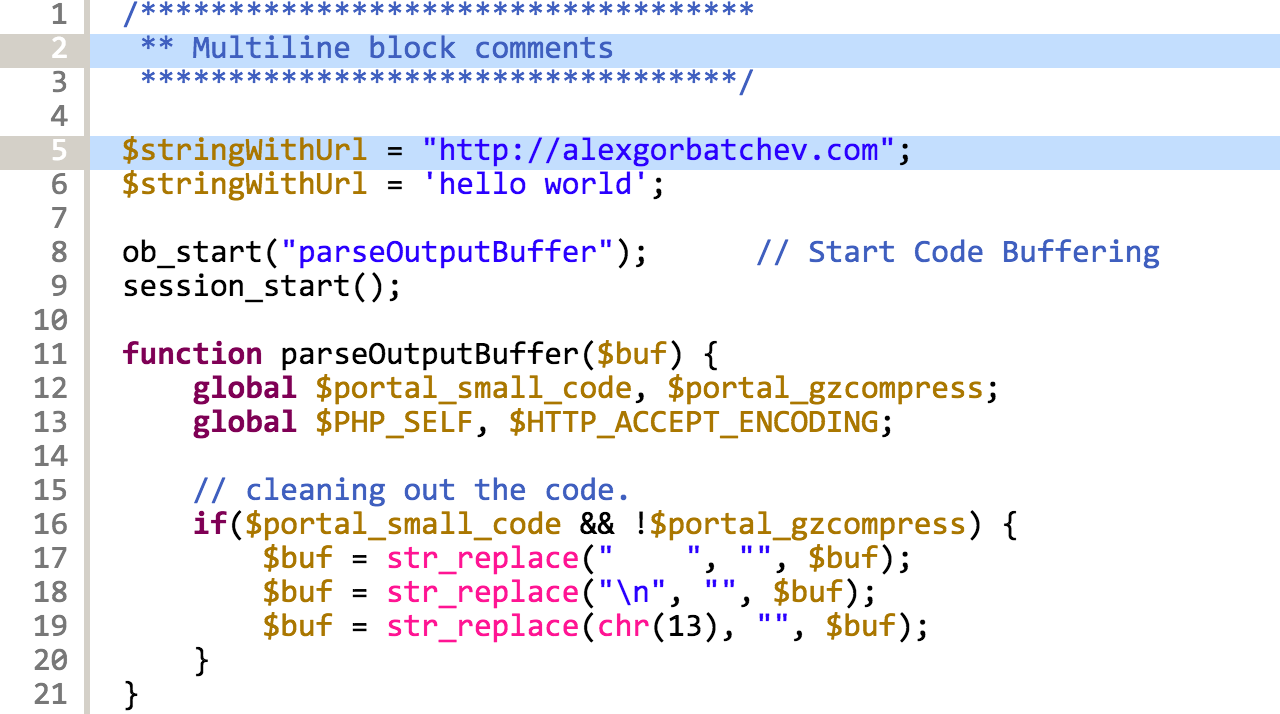 1 /***********************************
2 ** Multiline block comments
3 **********************************/
4
5 $stringWithUrl = "http://alexgorbatchev.com";
6 $stringWithUrl = 'hello world';
7
8 ob_start("parseOutputBuffer");      // Start Code Buffering
9 session_start();
10
11 function parseOutputBuffer($buf) {
12     global $portal_small_code, $portal_gzcompress;
13     global $PHP_SELF, $HTTP_ACCEPT_ENCODING;
14
15     // cleaning out the code.
16     if($portal_small_code && !$portal_gzcompress) {
17         $buf = str_replace("    ", "", $buf);
18         $buf = str_replace("\n", "", $buf);
19         $buf = str_replace(chr(13), "", $buf);
20     }
21 }